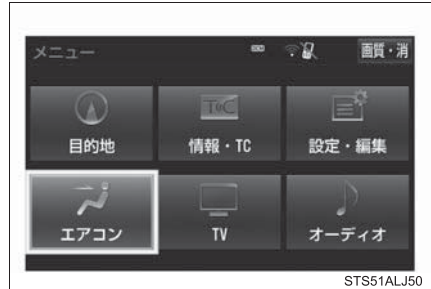 メニュー
画質・消
T@C
目的地
情報・TC
設定・編集
エアコン
TV
オーディオ
STS51ALJ50